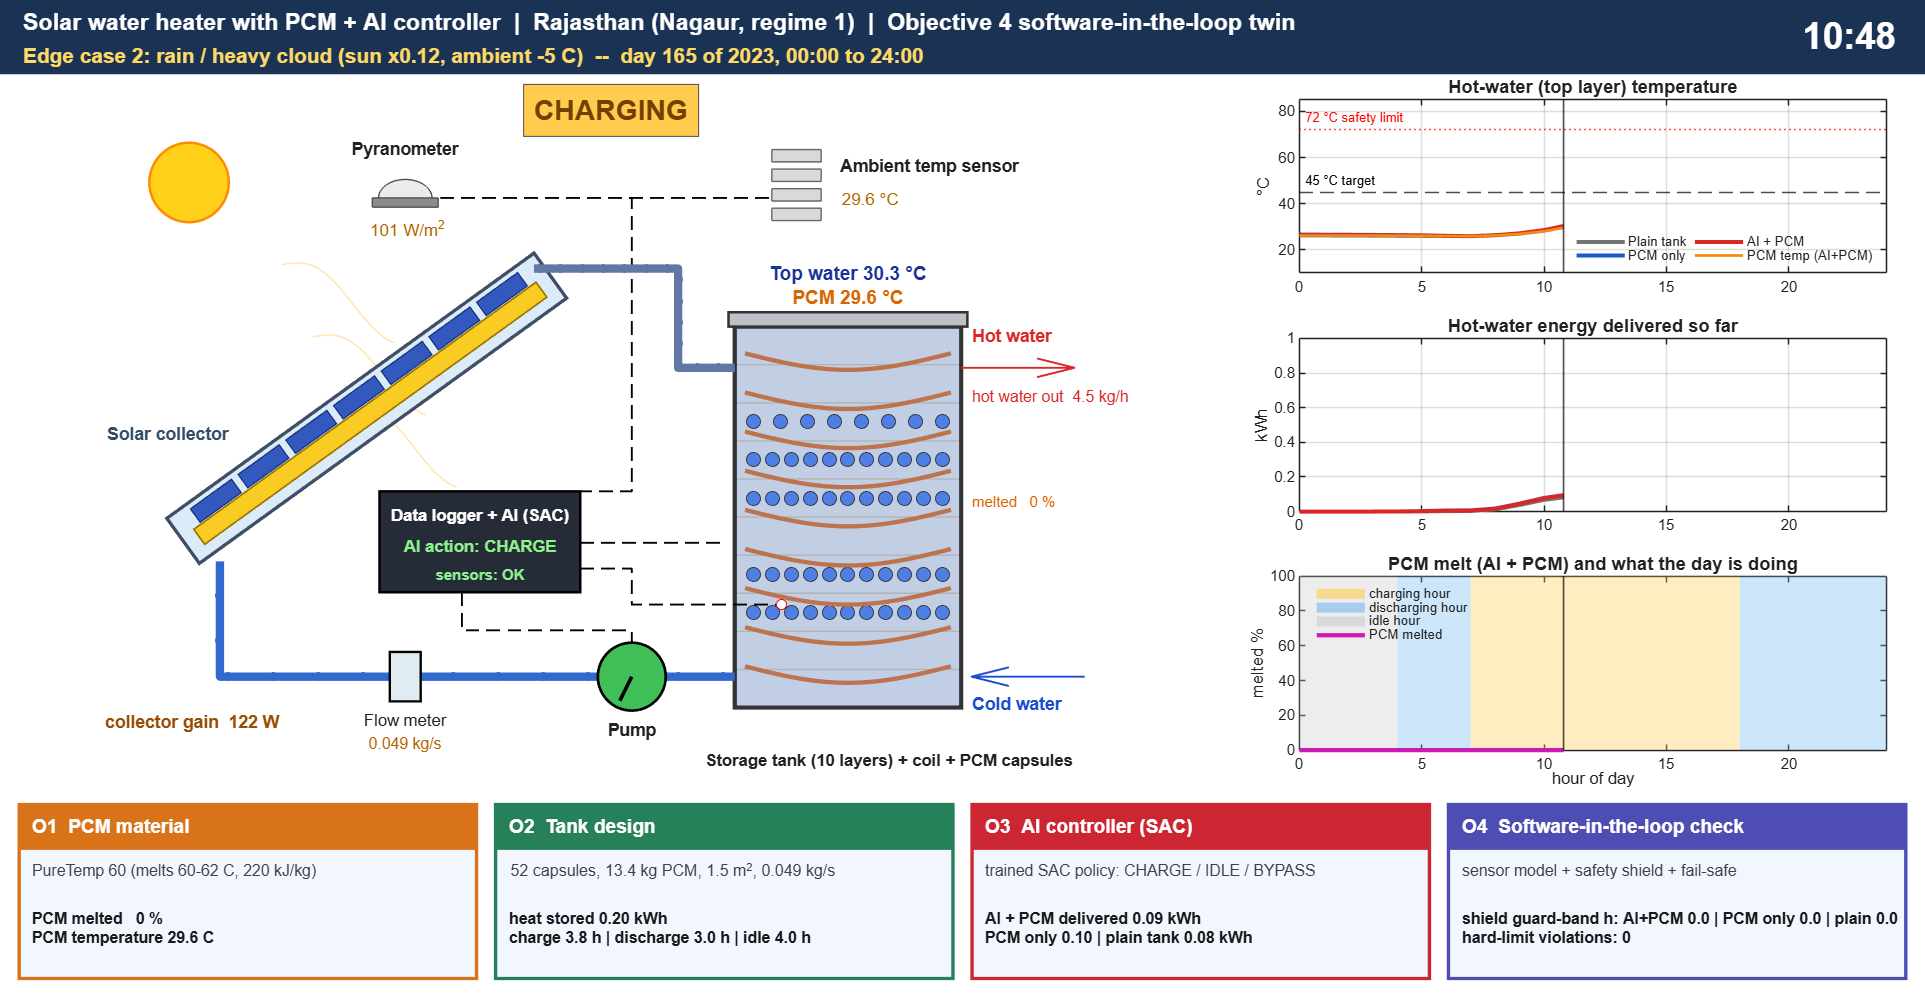 Solar water heater with PCM + AI controller | Rajasthan (Nagaur, regime 1) | Objective 4 software-in-the-loop twin
Edge case 2: rain / heavy cloud (sun x0.12, ambient -5 C) -- day 165 of 2023, 00:00 to 24:00
10:48
CHARGING
Pyranometer
101 W/m²
Ambient temp sensor
29.6 °C
Top water 30.3 °C
PCM 29.6 °C
Hot water
hot water out 4.5 kg/h
Solar collector
melted 0 %
Data logger + AI (SAC)
AI action: CHARGE
sensors: OK
Cold water
collector gain 122 W
Flow meter
0.049 kg/s
Pump
Storage tank (10 layers) + coil + PCM capsules
Hot-water (top layer) temperature
80
60
40
20
°C
72 °C safety limit
45 °C target
Plain tank
PCM only
AI + PCM
PCM temp (AI+PCM)
0 5 10 15 20
Hot-water energy delivered so far
1
0.8
0.6
0.4
0.2
0
kWh
0 5 10 15 20
PCM melt (AI + PCM) and what the day is doing
100
80
60
40
20
0
melted %
charging hour
discharging hour
idle hour
PCM melted
0 5 10 15 20
hour of day
O1 PCM material
PureTemp 60 (melts 60-62 C, 220 kJ/kg)
PCM melted 0 %
PCM temperature 29.6 C
O2 Tank design
52 capsules, 13.4 kg PCM, 1.5 m², 0.049 kg/s
heat stored 0.20 kWh
charge 3.8 h | discharge 3.0 h | idle 4.0 h
O3 AI controller (SAC)
trained SAC policy: CHARGE / IDLE / BYPASS
AI + PCM delivered 0.09 kWh
PCM only 0.10 | plain tank 0.08 kWh
O4 Software-in-the-loop check
sensor model + safety shield + fail-safe
shield guard-band h: AI+PCM 0.0 | PCM only 0.0 | plain 0.0
hard-limit violations: 0